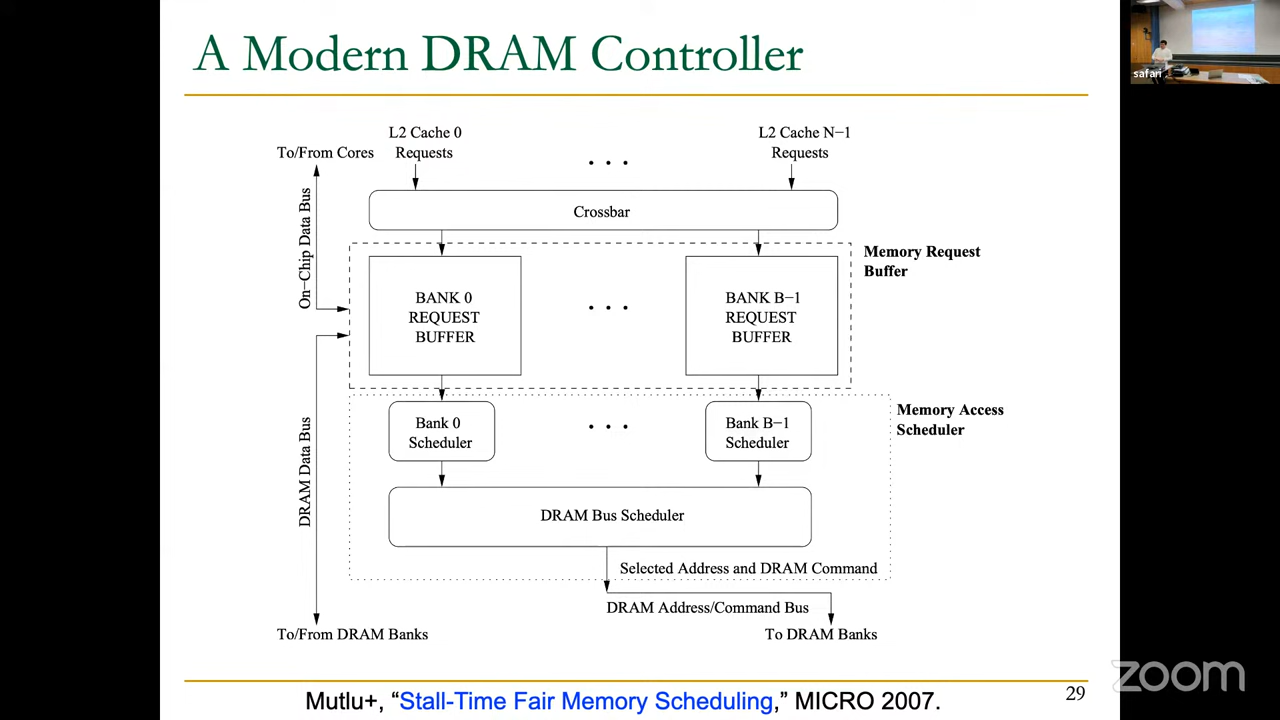 A Modern DRAM Controller
safari
L2 Cache 0
Requests
L2 Cache N−1
Requests
To/From Cores
. . .
On−Chip Data Bus
Crossbar
Memory Request
Buffer
BANK 0
REQUEST
BUFFER
. . .
BANK B−1
REQUEST
BUFFER
Memory Access
Scheduler
Bank 0
Scheduler
. . .
Bank B−1
Scheduler
DRAM Data Bus
DRAM Bus Scheduler
Selected Address and DRAM Command
DRAM Address/Command Bus
To/From DRAM Banks
To DRAM Banks
Mutlu+, “Stall-Time Fair Memory Scheduling,” MICRO 2007.
29
zoom